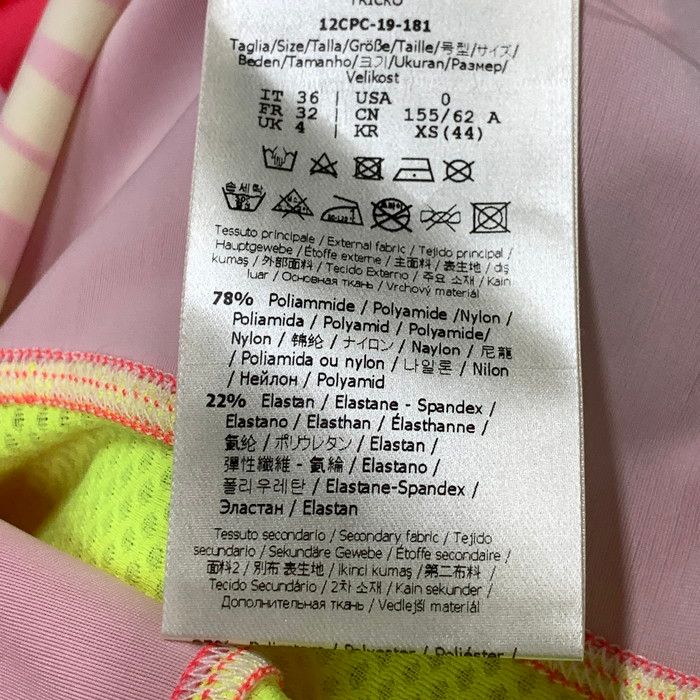 TRICKO
12CPC-19-181
Taglia/Size/Talla/Größe/Taille/号型/サイズ/
Beden/Tamanho/크기/Ukuran/Размер/
Velikost
IT 36 | USA 0
FR 32 | CN 155/62 A
UK 4 | KR XS(44)
손세탁
Tessuto principale / External fabric / Tejido principal /
Hauptgewebe / Étoffe externe / 主面料 / 表生地 / diş
kumaş / 外部面料 / Tecido Externo / 주요 소재 / Kain
luar / Основная ткань / Vrchový materiál
78% Poliammide / Polyamide /Nylon /
Poliamida / Polyamid / Polyamide/
Nylon / 锦纶 / ナイロン / Naylon / 尼龍
/ Poliamida ou nylon / 나일론 / Nilon
/ Нейлон / Polyamid
22% Elastan / Elastane - Spandex /
Elastano / Elasthan / Élasthanne /
氨纶 / ポリウレタン / Elastan /
彈性纖維 - 氨綸 / Elastano /
폴리우레탄 / Elastane-Spandex /
Эластан / Elastan
Tessuto secondario / Secondary fabric / Tejido
secundario / Sekundäre Gewebe / Étoffe secondaire /
面料2 / 別布 表生地 / ikinci kumaş / 第二布料 /
Tecido Secundário / 2차 소재 / Kain sekunder /
Дополнительная ткань / Vedlejší materiál